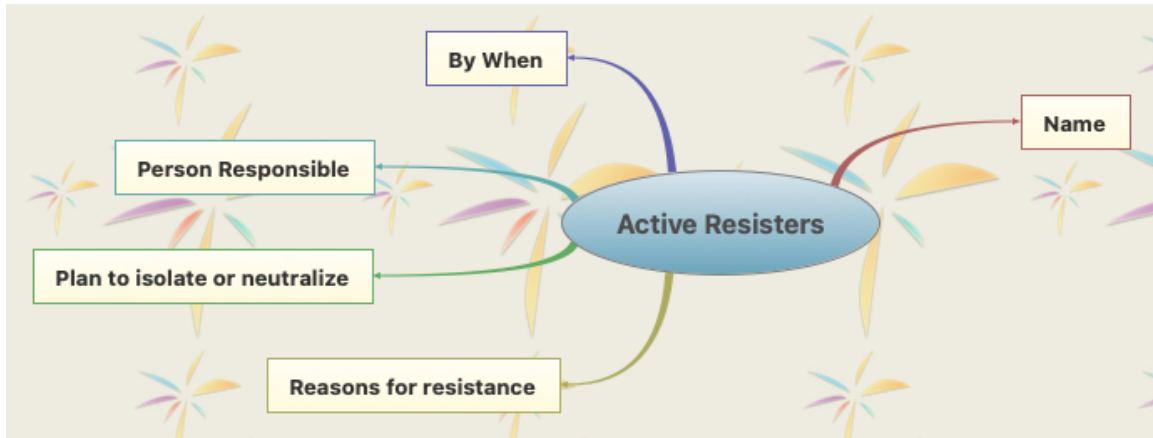 By When
Name
Person Responsible
Active Resisters
Plan to isolate or neutralize
Reasons for resistance